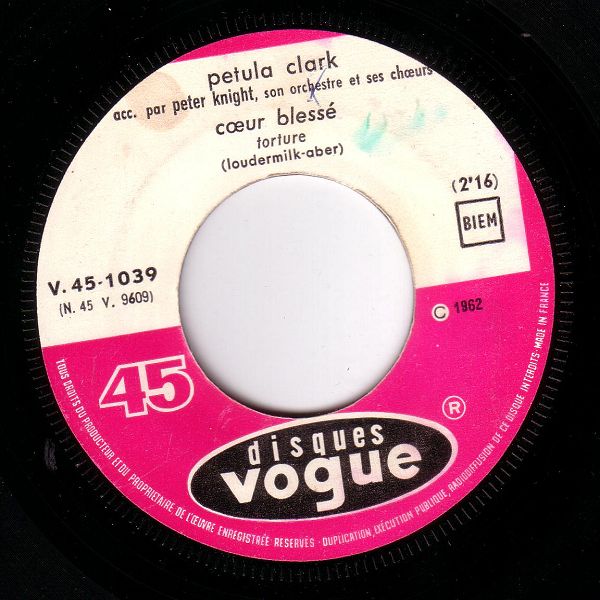 petula clark
acc. par peter knight, son orchestre et ses chœurs
cœur blessé
torture
(loudermilk-aber)
(2'16)
BIEM
V. 45-1039
(N. 45 V. 9609)
© 1962
45
®
disques
vogue
TOUS DROITS DU PRODUCTEUR ET DU PROPRIETAIRE DE L'ŒUVRE ENREGISTRÉE RESERVES - DUPLICATION, EXÉCUTION PUBLIQUE, RADIODIFFUSION DE CE DISQUE INTERDITS - MADE IN FRANCE